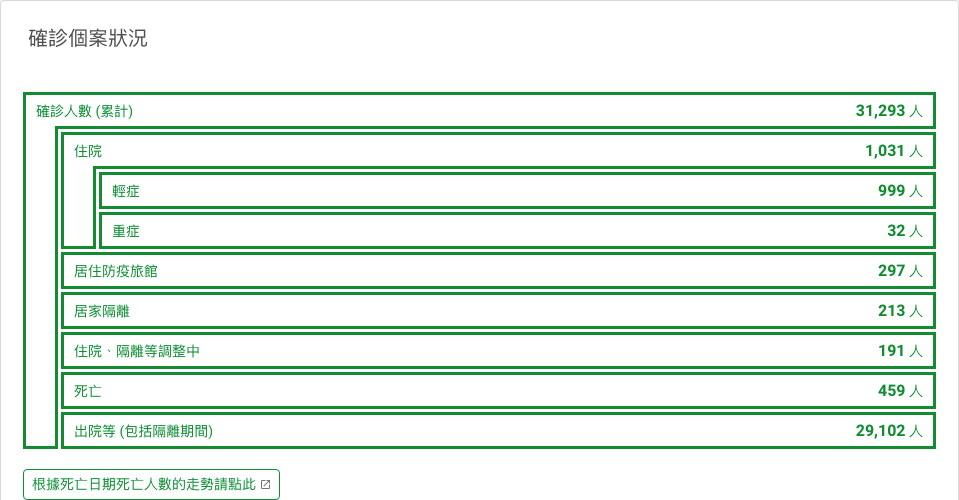 確診個案狀況
確診人數 (累計) 31,293 人
住院 1,031 人
輕症 999 人
重症 32 人
居住防疫旅館 297 人
居家隔離 213 人
住院、隔離等調整中 191 人
死亡 459 人
出院等 (包括隔離期間) 29,102 人
根據死亡日期死亡人數的走勢請點此